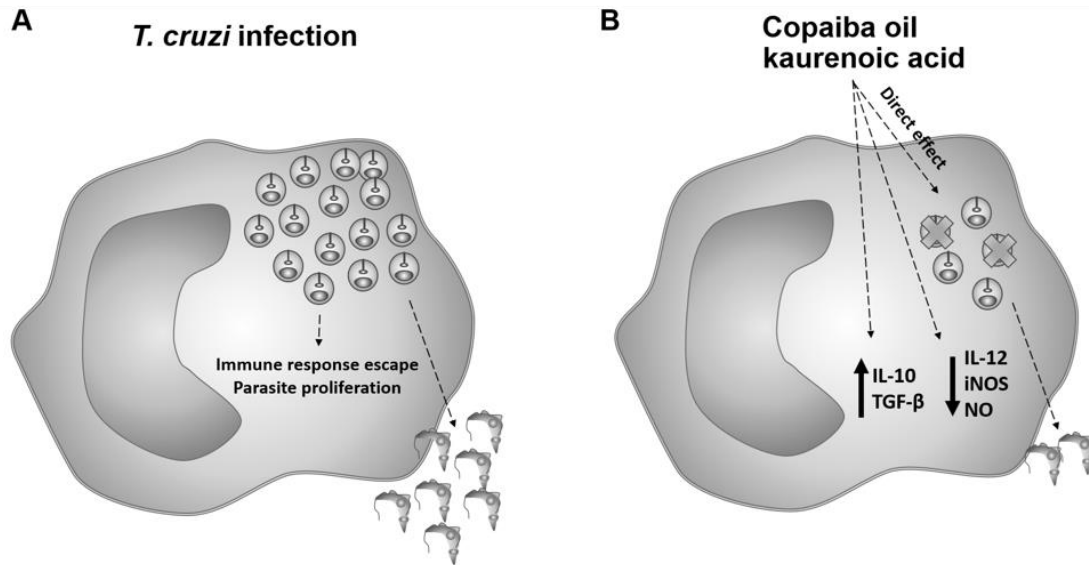 A
T. cruzi infection
Immune response escape
Parasite proliferation
B
Copaiba oil
kaurenoic acid
Direct effect
IL-10
TGF-β
IL-12
iNOS
NO